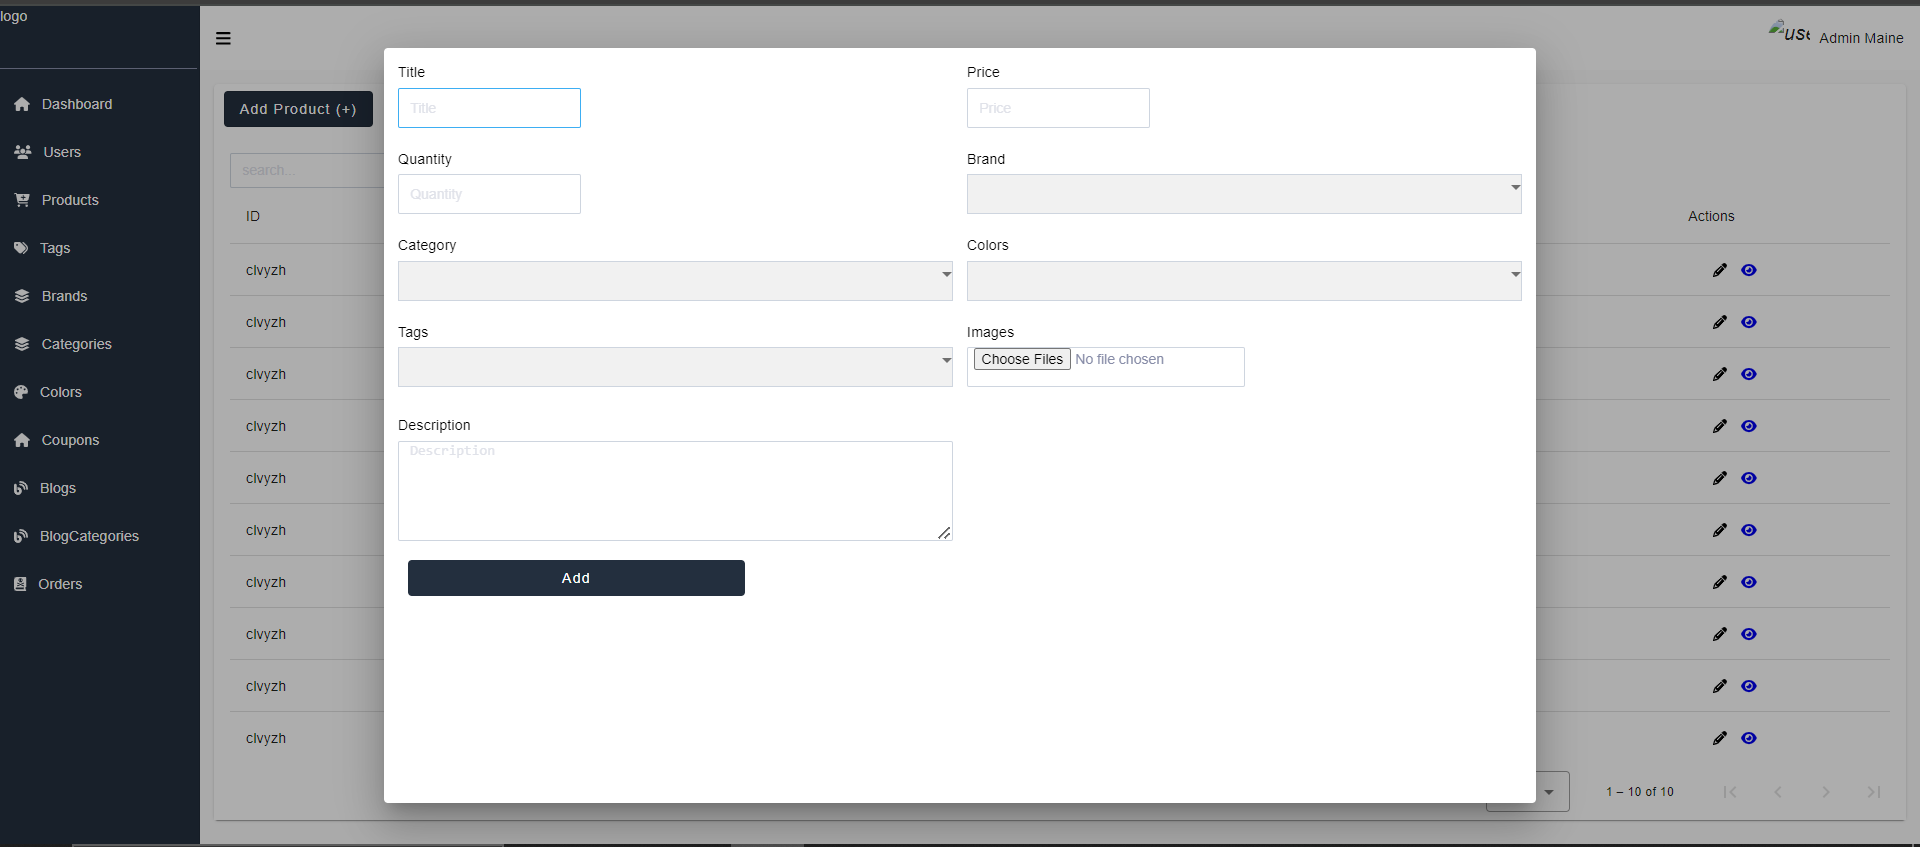 logo
Admin Maine
Dashboard
Users
Products
Tags
Brands
Categories
Colors
Coupons
Blogs
BlogCategories
Orders
Add Product (+)
search...
ID
Actions
clvyzh
clvyzh
clvyzh
clvyzh
clvyzh
clvyzh
clvyzh
clvyzh
clvyzh
clvyzh
1 – 10 of 10
Title
Title
Price
Price
Quantity
Quantity
Brand
Category
Colors
Tags
Images
Choose Files No file chosen
Description
Description
Add